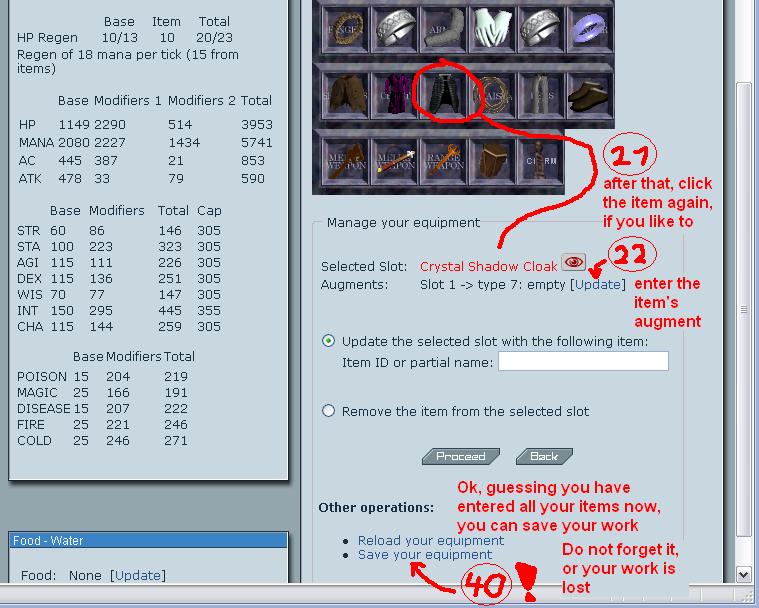 Base Item Total
HP Regen 10/13 10 20/23
Regen of 18 mana per tick (15 from
items)
Base Modifiers 1 Modifiers 2 Total
HP 1149 2290 514 3953
MANA 2080 2227 1434 5741
AC 445 387 21 853
ATK 478 33 79 590
Base Modifiers Total Cap
STR 60 86 146 305
STA 100 223 323 305
AGI 115 111 226 305
DEX 115 136 251 305
WIS 70 77 147 305
INT 150 295 445 355
CHA 115 144 259 305
Base Modifiers Total
POISON 15 204 219
MAGIC 25 166 191
DISEASE 15 207 222
FIRE 25 221 246
COLD 25 246 271
Food - Water
Food: None [Update]
WEAPON
WEAPON
RANGE
WEAPON
21
after that, click
the item again,
if you like to
Manage your equipment
Selected Slot: Crystal Shadow Cloak
Augments: Slot 1 -> type 7: empty [Update]
22
enter the
item's
augment
Update the selected slot with the following item:
Item ID or partial name:
Remove the item from the selected slot
Proceed Back
Other operations:
Ok, guessing you have
entered all your items now,
you can save your work
Reload your equipment
Save your equipment
Do not forget it,
or your work is
lost
40 !